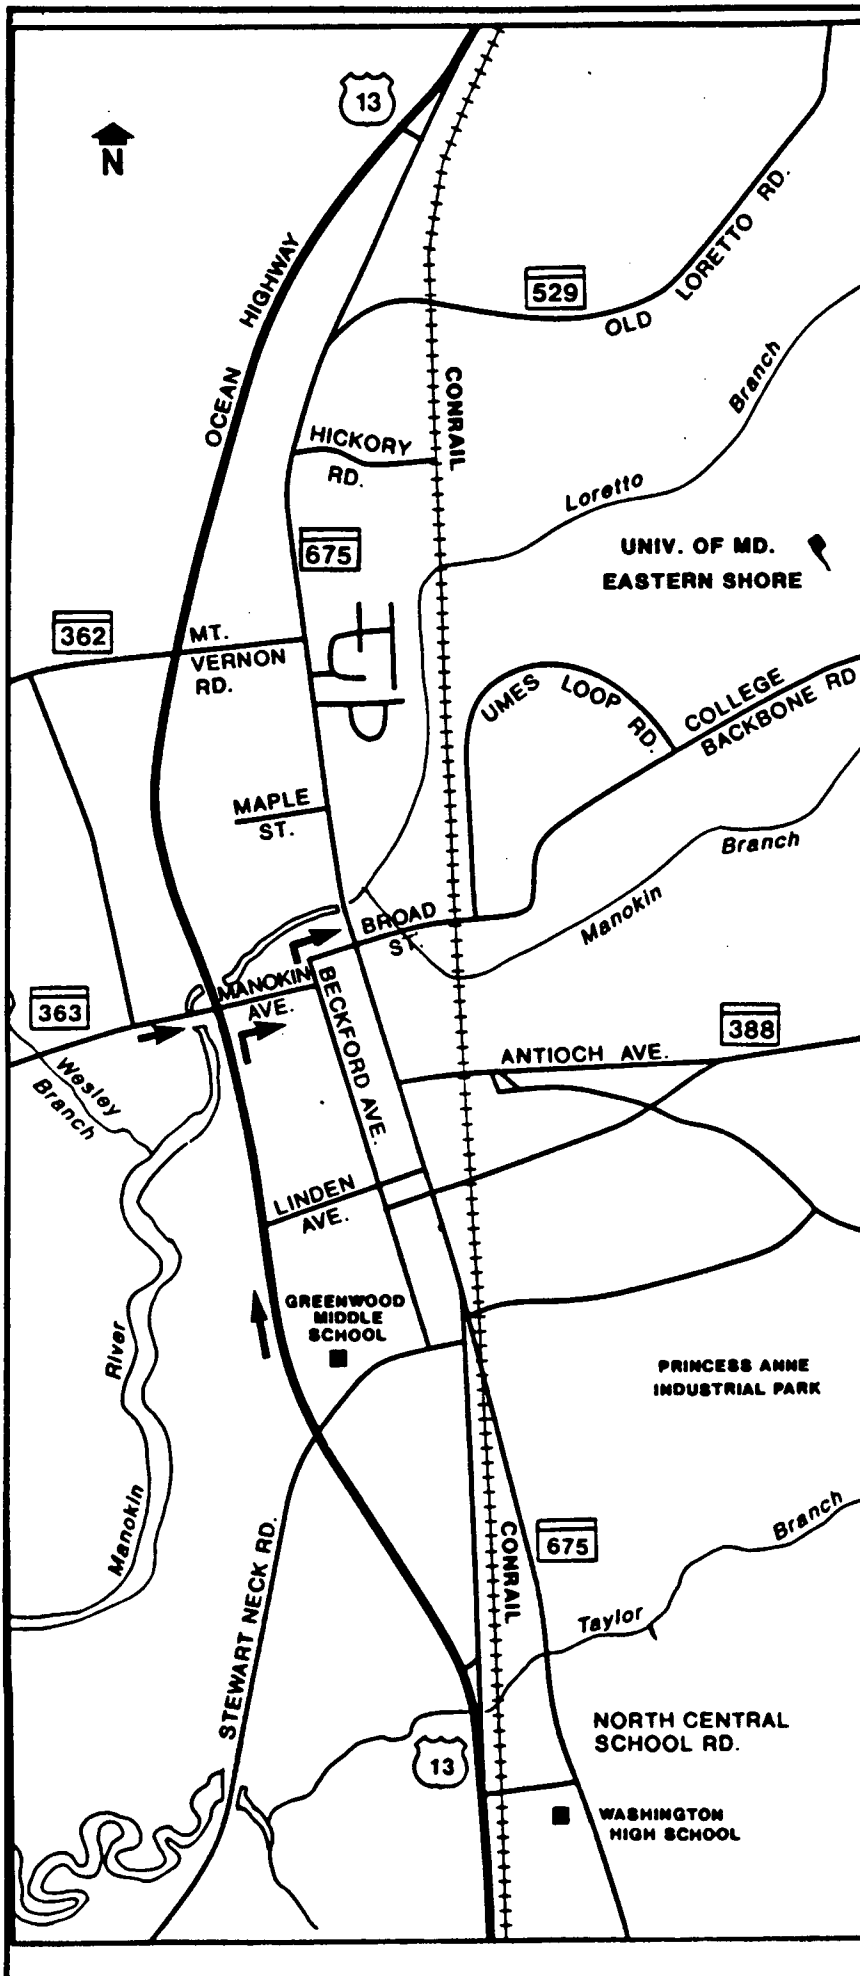 13
N
OCEAN HIGHWAY
529
OLD LORETTO RD.
CONRAIL
Loretto Branch
HICKORY
RD.
675
UNIV. OF MD.
EASTERN SHORE
362
MT.
VERNON
RD.
UMES LOOP RD.
COLLEGE
BACKBONE RD
MAPLE
ST.
Manokin Branch
BROAD
ST.
MANOKIN
AVE.
363
BECKFORD AVE.
388
ANTIOCH AVE.
Wesley
Branch
LINDEN
AVE.
GREENWOOD
MIDDLE
SCHOOL
PRINCESS ANNE
INDUSTRIAL PARK
Manokin River
STEWART NECK RD.
CONRAIL
675
Taylor Branch
NORTH CENTRAL
SCHOOL RD.
13
WASHINGTON
HIGH SCHOOL